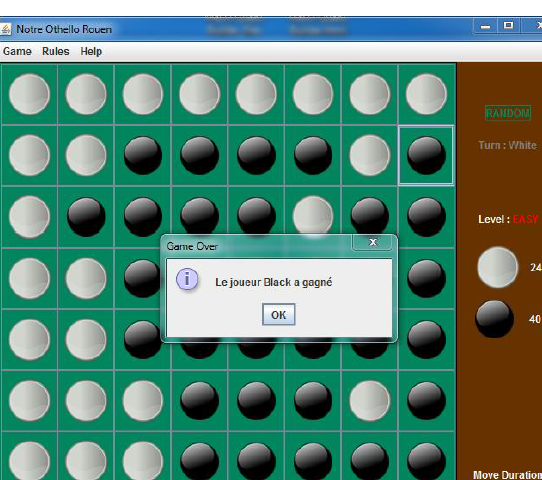 Notre Othello Rouen
Game Rules Help
RANDOM
Turn : White
Game Over
X
Le joueur Black a gagné
Level : EASY
OK
24
40
Move Duration